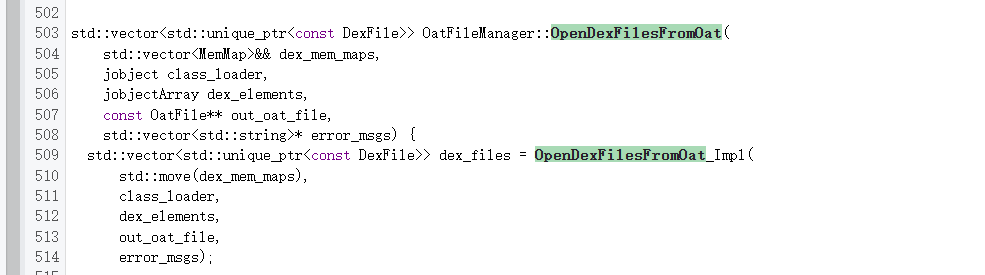 502
503 std::vector<std::unique_ptr<const DexFile>> OatFileManager::OpenDexFilesFromOat(
504     std::vector<MemMap>&& dex_mem_maps,
505     jobject class_loader,
506     jobjectArray dex_elements,
507     const OatFile** out_oat_file,
508     std::vector<std::string>* error_msgs) {
509   std::vector<std::unique_ptr<const DexFile>> dex_files = OpenDexFilesFromOat_Impl(
510       std::move(dex_mem_maps),
511       class_loader,
512       dex_elements,
513       out_oat_file,
514       error_msgs);